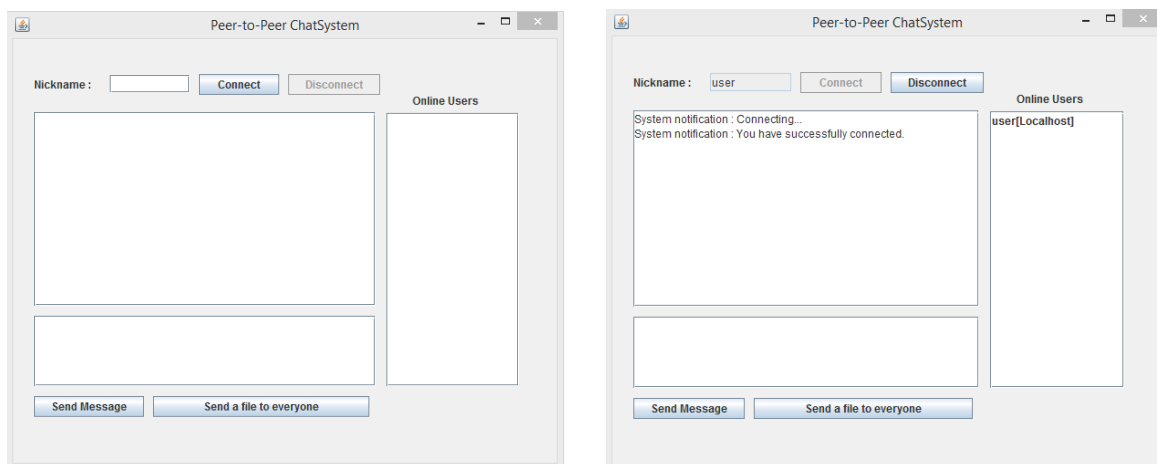 Peer-to-Peer ChatSystem
Nickname :
Connect
Disconnect
Online Users
Send Message
Send a file to everyone
Peer-to-Peer ChatSystem
Nickname :
user
Connect
Disconnect
Online Users
System notification : Connecting...
System notification : You have successfully connected.
user[Localhost]
Send Message
Send a file to everyone